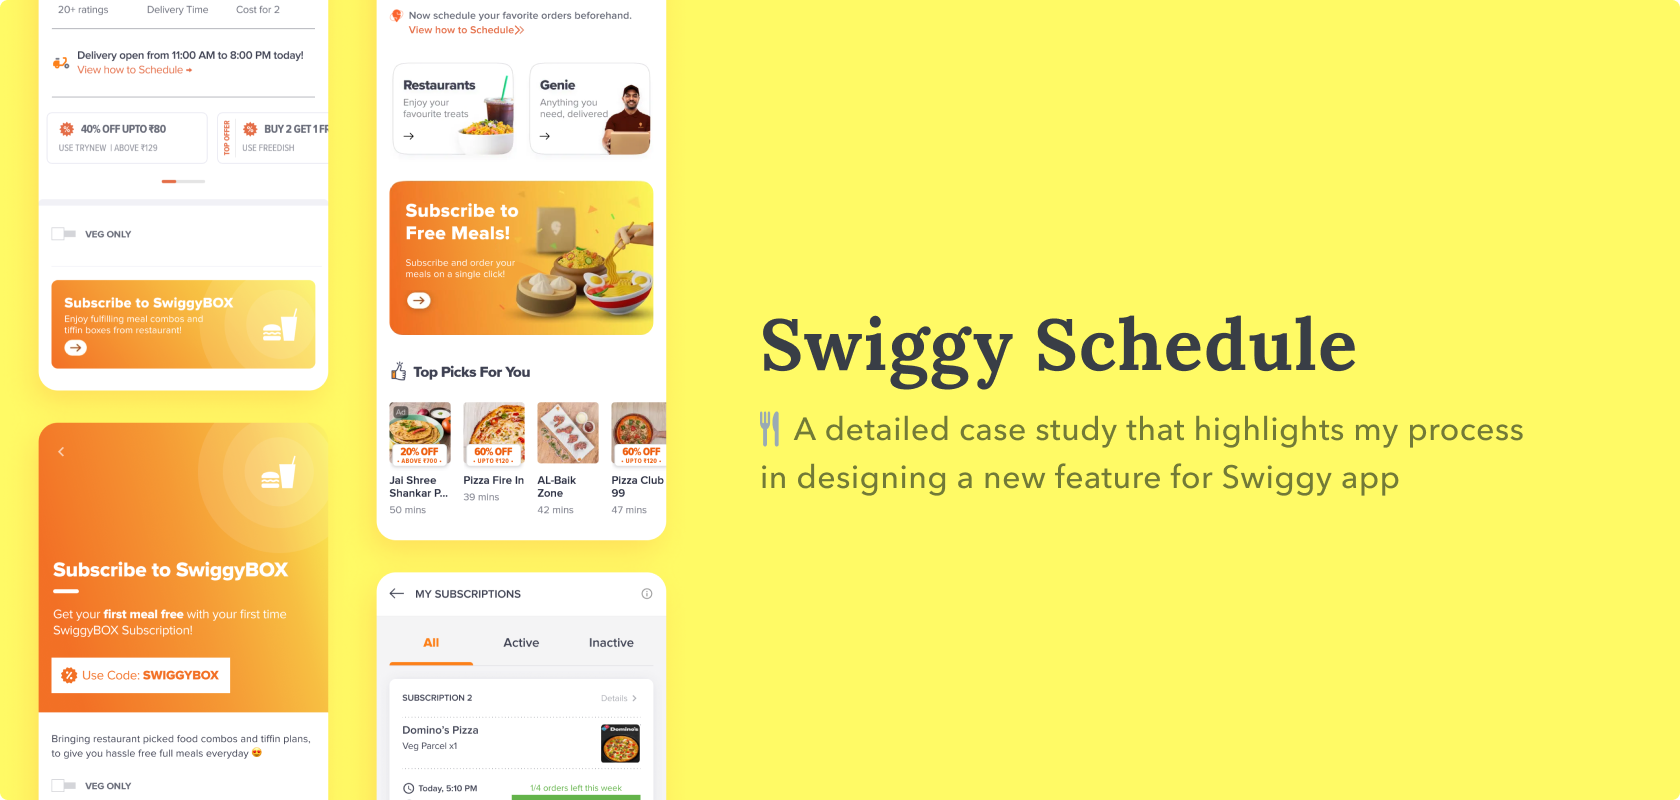 20+ ratings
Delivery Time
Cost for 2
Delivery open from 11:00 AM to 8:00 PM today!
View how to Schedule
40% OFF UPTO ₹80
USE TRYNEW | ABOVE ₹129
TOP OFFER
BUY 2 GET 1 FR
USE FREEDISH
VEG ONLY
Subscribe to SwiggyBOX
Enjoy fulfilling meal combos and
tiffin boxes from restaurant!
Subscribe to SwiggyBOX
Get your first meal free with your first time
SwiggyBOX Subscription!
Use Code: SWIGGYBOX
Bringing restaurant picked food combos and tiffin plans,
to give you hassle free full meals everyday 😍
VEG ONLY
Now schedule your favorite orders beforehand.
View how to Schedule
Restaurants
Enjoy your
favourite treats
Genie
Anything you
need, delivered
Subscribe to
Free Meals!
Subscribe and order your
meals on a single click!
Top Picks For You
Ad
20% OFF
• ABOVE ₹700 •
Jai Shree
Shankar P...
50 mins
60% OFF
• UPTO ₹120 •
Pizza Fire In
39 mins
AL-Baik
Zone
42 mins
60% OFF
• UPTO ₹120 •
Pizza Club
99
47 mins
MY SUBSCRIPTIONS
All
Active
Inactive
SUBSCRIPTION 2
Details
Domino's Pizza
Veg Parcel x1
Domino's
Today, 5:10 PM
1/4 orders left this week
Swiggy Schedule
🍴 A detailed case study that highlights my process
in designing a new feature for Swiggy app